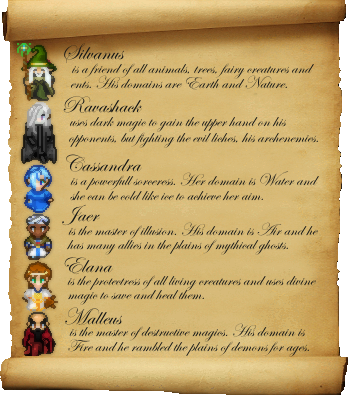 Silvanus
is a friend of all animals, trees, fairy creatures and
ents. His domains are Earth and Nature.
Ravashack
uses dark magic to gain the upper hand on his
opponents, but fighting the evil liches, his archenemies.
Cassandra
is a powerfull sorceress. Her domain is Water and
she can be cold like ice to achieve her aim.
Jaer
is the master of illusion. His domain is Air and he
has many allies in the plains of mythical ghosts.
Elana
is the protectress of all living creatures and uses divine
magic to save and heal them.
Malleus
is the master of destructive magics. His domain is
Fire and he rambled the plains of demons for ages.